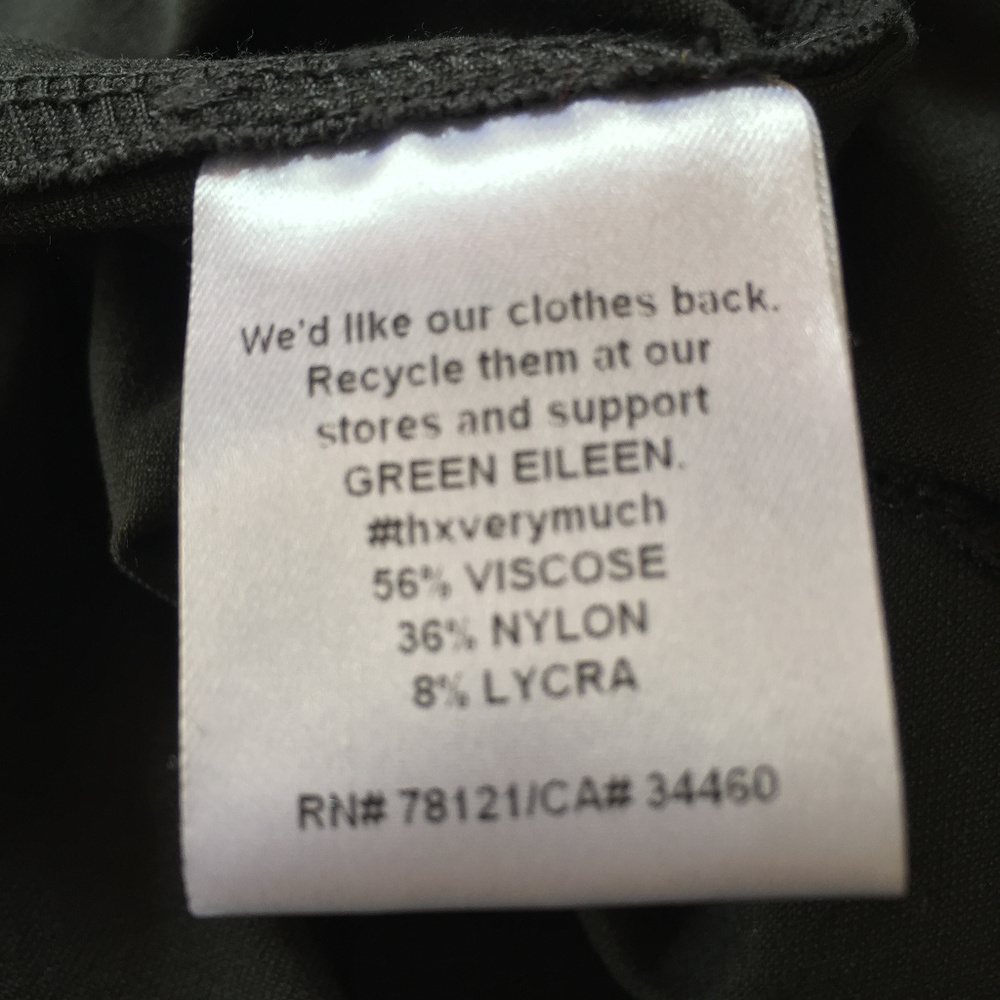 We'd like our clothes back.
Recycle them at our
stores and support
GREEN EILEEN.
#thxverymuch
56% VISCOSE
36% NYLON
8% LYCRA
RN# 78121/CA# 34460